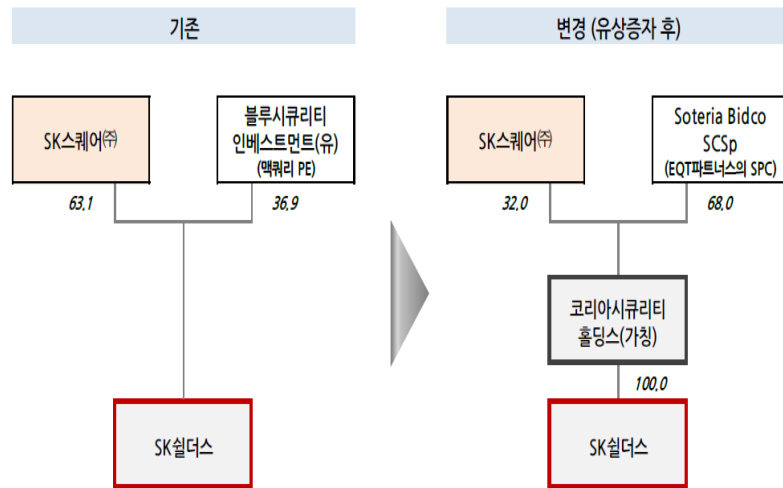 기존
변경 (유상증자 후)
SK스퀘어㈜
블루시큐리티
인베스트먼트(유)
(맥쿼리 PE)
SK스퀘어㈜
Soteria Bidco
SCSp
(EQT파트너스의 SPC)
63.1
36.9
32.0
68.0
코리아시큐리티
홀딩스(가칭)
100.0
SK쉴더스
SK쉴더스